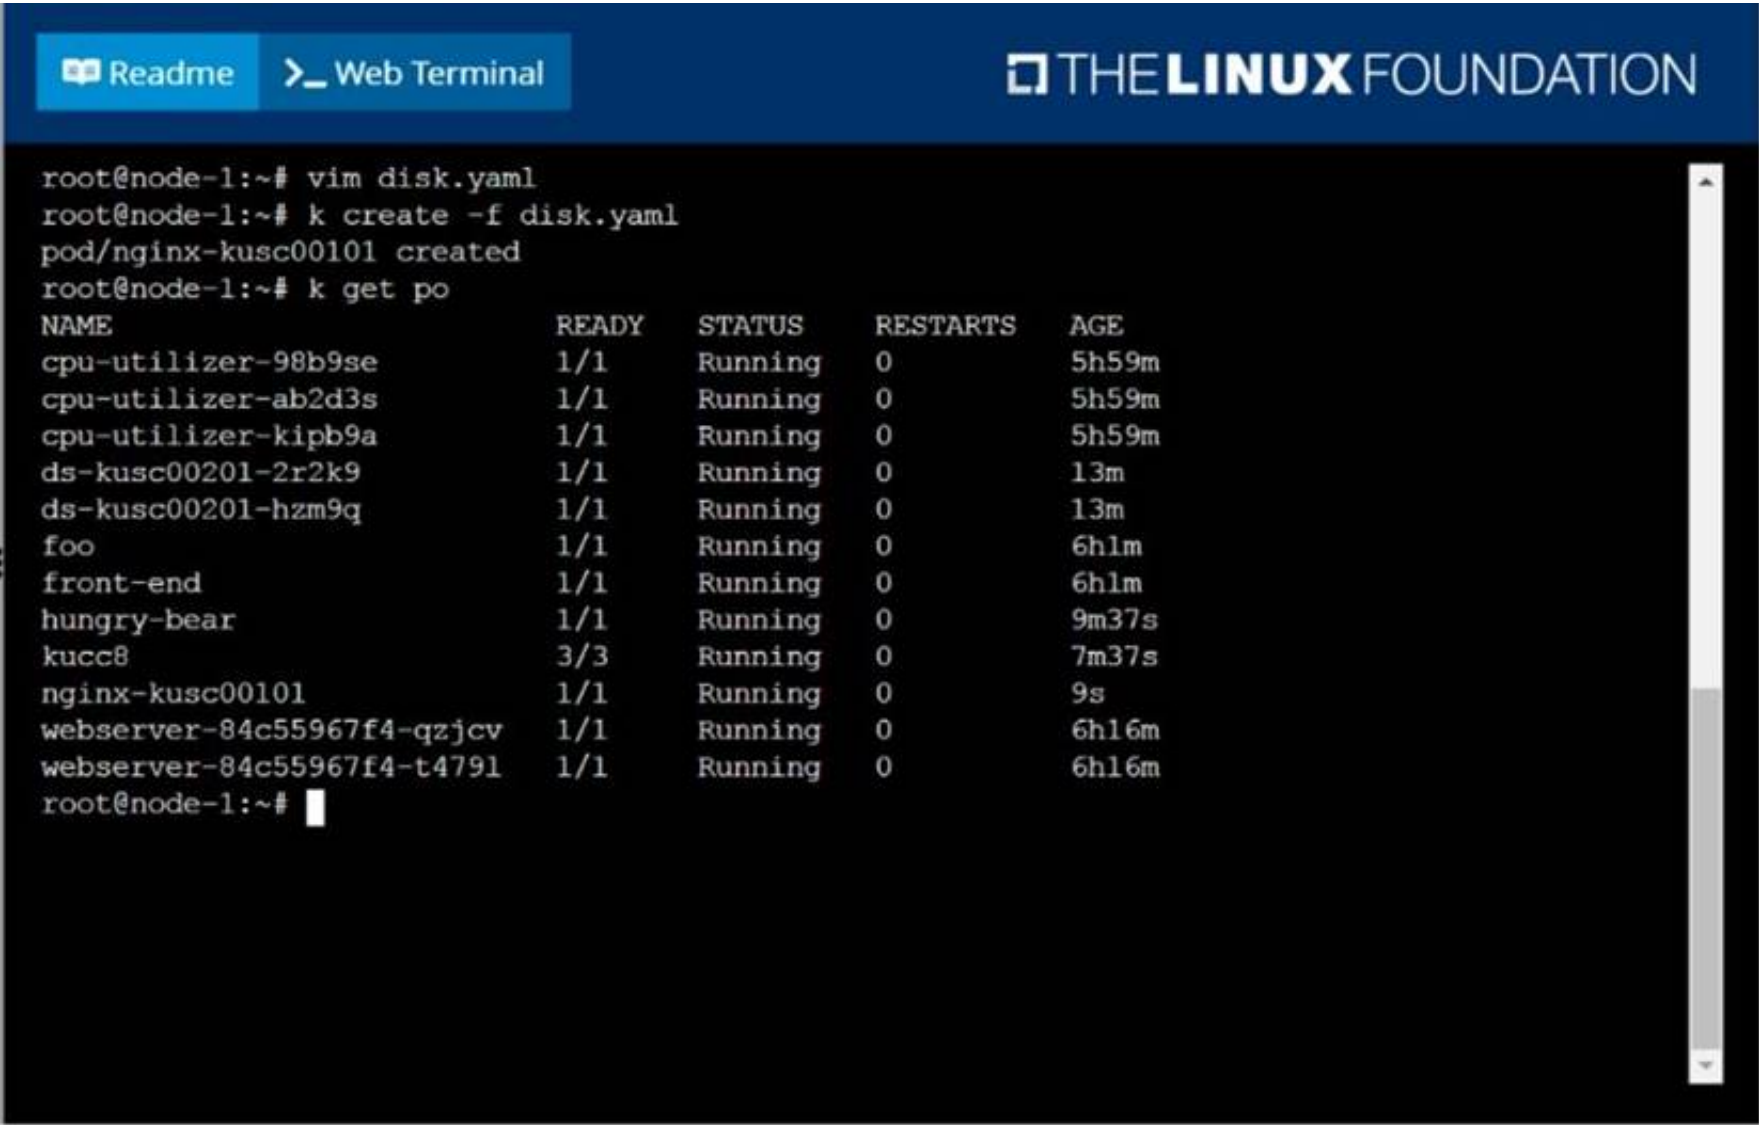 Readme >_ Web Terminal THE LINUX FOUNDATION
root@node-1:~# vim disk.yaml
root@node-1:~# k create -f disk.yaml
pod/nginx-kusc00101 created
root@node-1:~# k get po
NAME READY STATUS RESTARTS AGE
cpu-utilizer-98b9se 1/1 Running 0 5h59m
cpu-utilizer-ab2d3s 1/1 Running 0 5h59m
cpu-utilizer-kipb9a 1/1 Running 0 5h59m
ds-kusc00201-2r2k9 1/1 Running 0 13m
ds-kusc00201-hzm9q 1/1 Running 0 13m
foo 1/1 Running 0 6h1m
front-end 1/1 Running 0 6h1m
hungry-bear 1/1 Running 0 9m37s
kucc8 3/3 Running 0 7m37s
nginx-kusc00101 1/1 Running 0 9s
webserver-84c55967f4-qzjcv 1/1 Running 0 6h16m
webserver-84c55967f4-t479l 1/1 Running 0 6h16m
root@node-1:~#